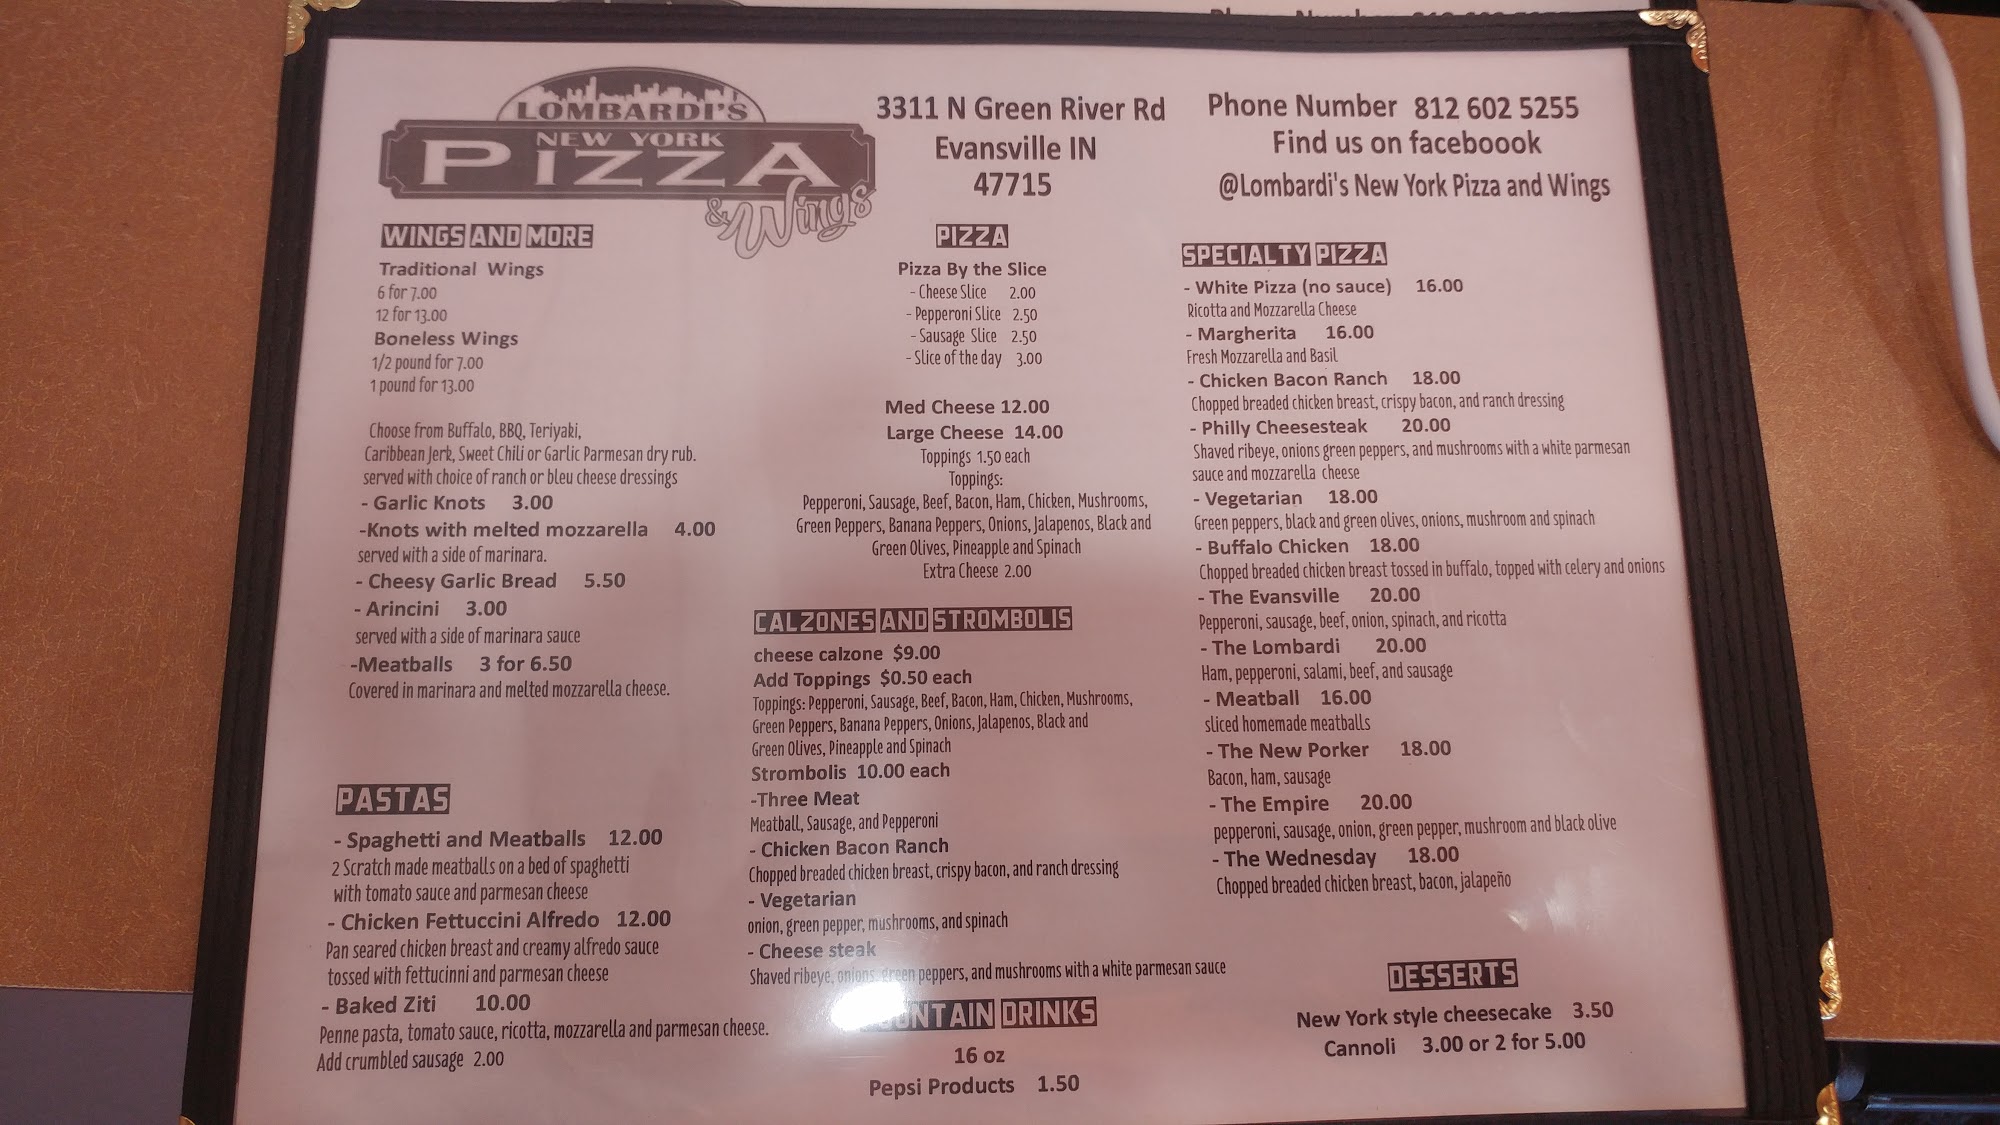 LOMBARDI'S
NEW YORK
PIZZA
& Wings
3311 N Green River Rd
Evansville IN
47715
Phone Number 812 602 5255
Find us on faceboook
@Lombardi's New York Pizza and Wings
WINGS AND MORE
Traditional Wings
6 for 7.00
12 for 13.00
Boneless Wings
1/2 pound for 7.00
1 pound for 13.00
Choose from Buffalo, BBQ, Teriyaki,
Caribbean Jerk, Sweet Chili or Garlic Parmesan dry rub.
served with choice of ranch or bleu cheese dressings
- Garlic Knots 3.00
-Knots with melted mozzarella 4.00
served with a side of marinara.
- Cheesy Garlic Bread 5.50
- Arincini 3.00
served with a side of marinara sauce
-Meatballs 3 for 6.50
Covered in marinara and melted mozzarella cheese.
PASTAS
- Spaghetti and Meatballs 12.00
2 Scratch made meatballs on a bed of spaghetti
with tomato sauce and parmesan cheese
- Chicken Fettuccini Alfredo 12.00
Pan seared chicken breast and creamy alfredo sauce
tossed with fettucinni and parmesan cheese
- Baked Ziti 10.00
Penne pasta, tomato sauce, ricotta, mozzarella and parmesan cheese.
Add crumbled sausage 2.00
PIZZA
Pizza By the Slice
- Cheese Slice 2.00
- Pepperoni Slice 2.50
- Sausage Slice 2.50
- Slice of the day 3.00
Med Cheese 12.00
Large Cheese 14.00
Toppings 1.50 each
Toppings:
Pepperoni, Sausage, Beef, Bacon, Ham, Chicken, Mushrooms,
Green Peppers, Banana Peppers, Onions, Jalapenos, Black and
Green Olives, Pineapple and Spinach
Extra Cheese 2.00
CALZONES AND STROMBOLIS
cheese calzone $9.00
Add Toppings $0.50 each
Toppings: Pepperoni, Sausage, Beef, Bacon, Ham, Chicken, Mushrooms,
Green Peppers, Banana Peppers, Onions, Jalapenos, Black and
Green Olives, Pineapple and Spinach
Strombolis 10.00 each
-Three Meat
Meatball, Sausage, and Pepperoni
- Chicken Bacon Ranch
Chopped breaded chicken breast, crispy bacon, and ranch dressing
- Vegetarian
onion, green pepper, mushrooms, and spinach
- Cheese steak
Shaved ribeye, onions, green peppers, and mushrooms with a white parmesan sauce
FOUNTAIN DRINKS
16 oz
Pepsi Products 1.50
SPECIALTY PIZZA
- White Pizza (no sauce) 16.00
Ricotta and Mozzarella Cheese
- Margherita 16.00
Fresh Mozzarella and Basil
- Chicken Bacon Ranch 18.00
Chopped breaded chicken breast, crispy bacon, and ranch dressing
- Philly Cheesesteak 20.00
Shaved ribeye, onions green peppers, and mushrooms with a white parmesan
sauce and mozzarella cheese
- Vegetarian 18.00
Green peppers, black and green olives, onions, mushroom and spinach
- Buffalo Chicken 18.00
Chopped breaded chicken breast tossed in buffalo, topped with celery and onions
- The Evansville 20.00
Pepperoni, sausage, beef, onion, spinach, and ricotta
- The Lombardi 20.00
Ham, pepperoni, salami, beef, and sausage
- Meatball 16.00
sliced homemade meatballs
- The New Porker 18.00
Bacon, ham, sausage
- The Empire 20.00
pepperoni, sausage, onion, green pepper, mushroom and black olive
- The Wednesday 18.00
Chopped breaded chicken breast, bacon, jalapeño
DESSERTS
New York style cheesecake 3.50
Cannoli 3.00 or 2 for 5.00